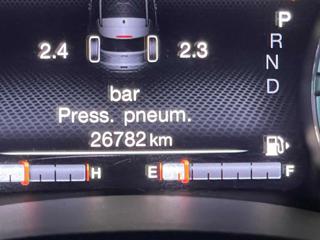 P
R
2.4 2.3
N
D
bar
Press. pneum.
26782 km
H E F